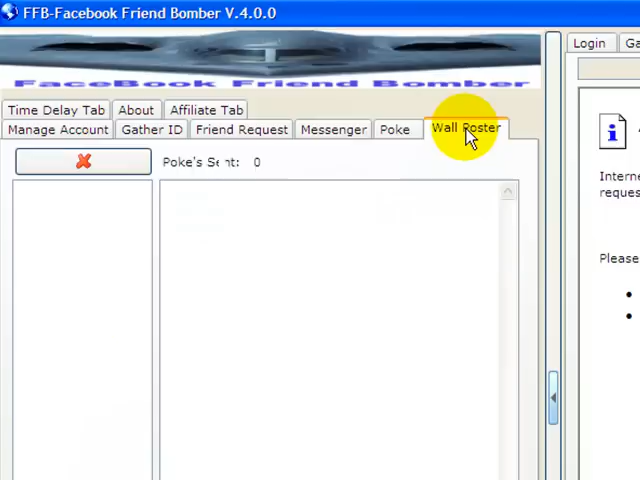 FFB-Facebook Friend Bomber V.4.0.0
FaceBook Friend Bomber
Time Delay Tab About Affiliate Tab
Manage Account Gather ID Friend Request Messenger Poke Wall Poster
Poke's Sent: 0
Login Ga
Interne
reques
Please